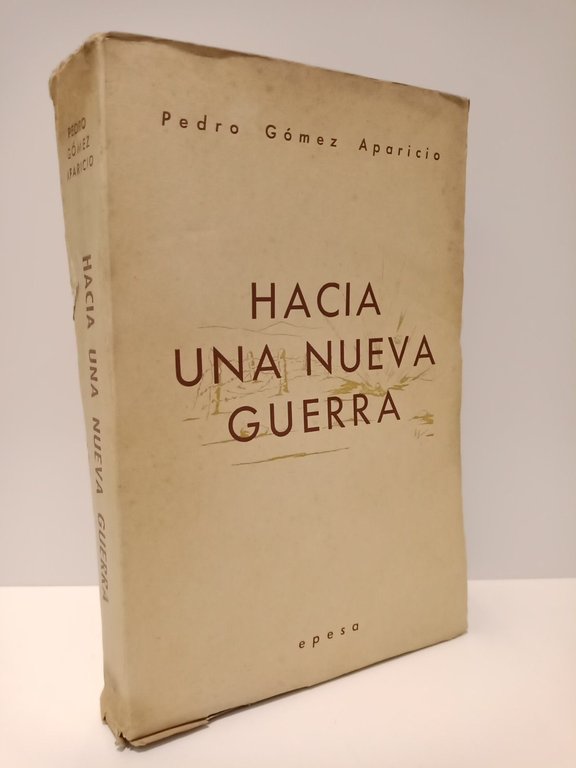 PEDRO
GÓMEZ
APARICIO
HACIA UNA NUEVA GUERRA
Pedro Gómez Aparicio
HACIA
UNA NUEVA
GUERRA
epesa